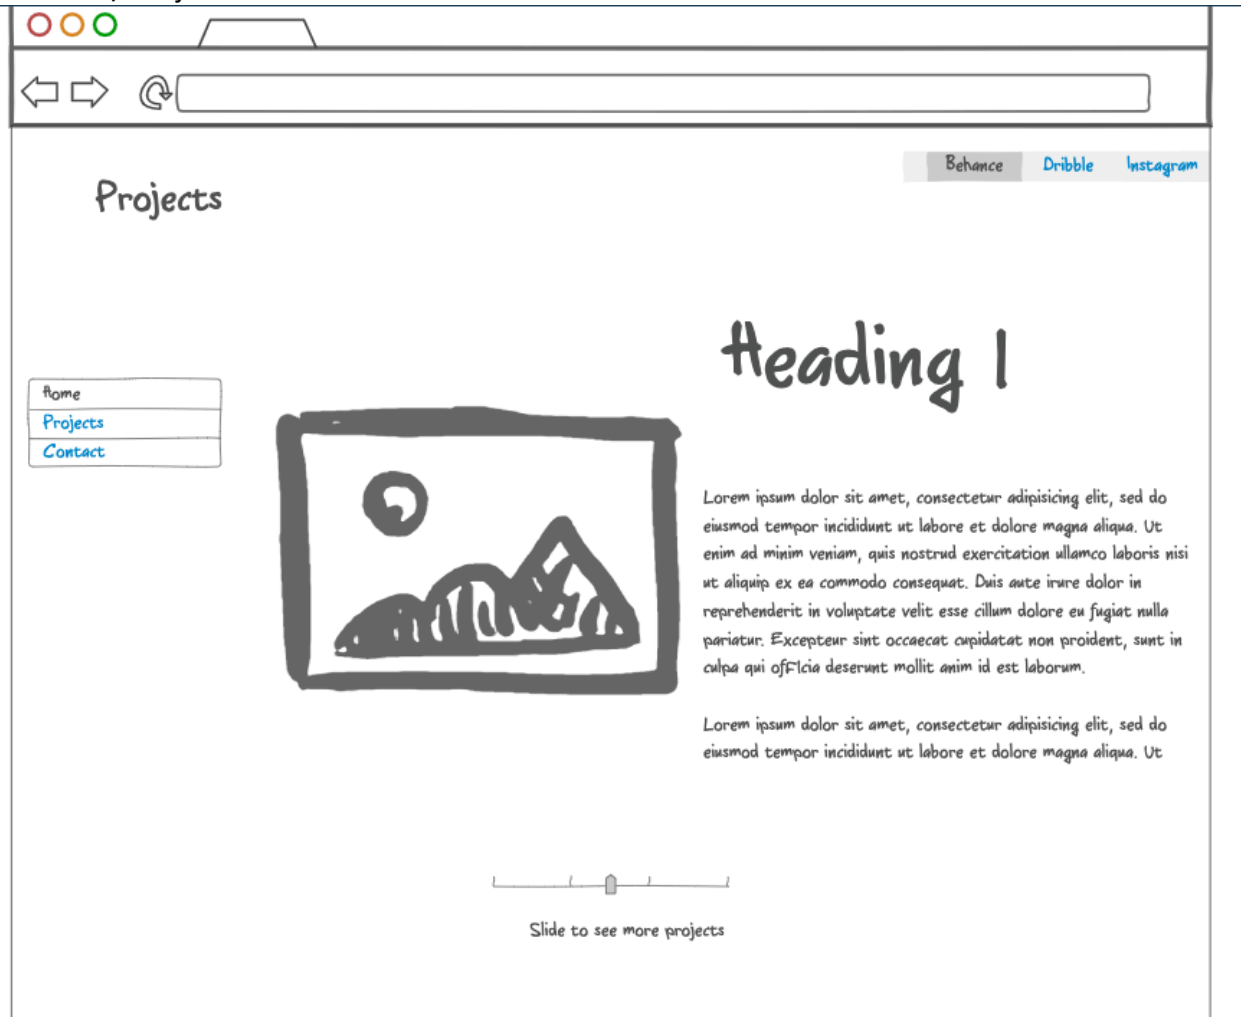 Behance Dribble Instagram
Projects
Heading 1
Home
Projects
Contact
Lorem ipsum dolor sit amet, consectetur adipisicing elit, sed do
eiusmod tempor incididunt ut labore et dolore magna aliqua. Ut
enim ad minim veniam, quis nostrud exercitation ullamco laboris nisi
ut aliquip ex ea commodo consequat. Duis aute irure dolor in
reprehenderit in voluptate velit esse cillum dolore eu fugiat nulla
pariatur. Excepteur sint occaecat cupidatat non proident, sunt in
culpa qui officia deserunt mollit anim id est laborum.
Lorem ipsum dolor sit amet, consectetur adipisicing elit, sed do
eiusmod tempor incididunt ut labore et dolore magna aliqua. Ut
Slide to see more projects